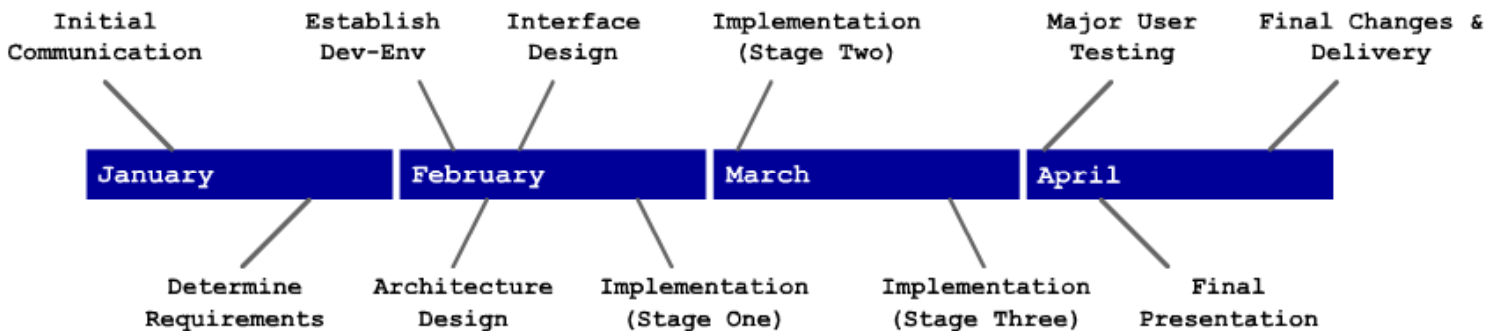 Initial
Communication
Establish
Dev-Env
Interface
Design
Implementation
(Stage Two)
Major User
Testing
Final Changes &
Delivery
January
February
March
April
Determine
Requirements
Architecture
Design
Implementation
(Stage One)
Implementation
(Stage Three)
Final
Presentation